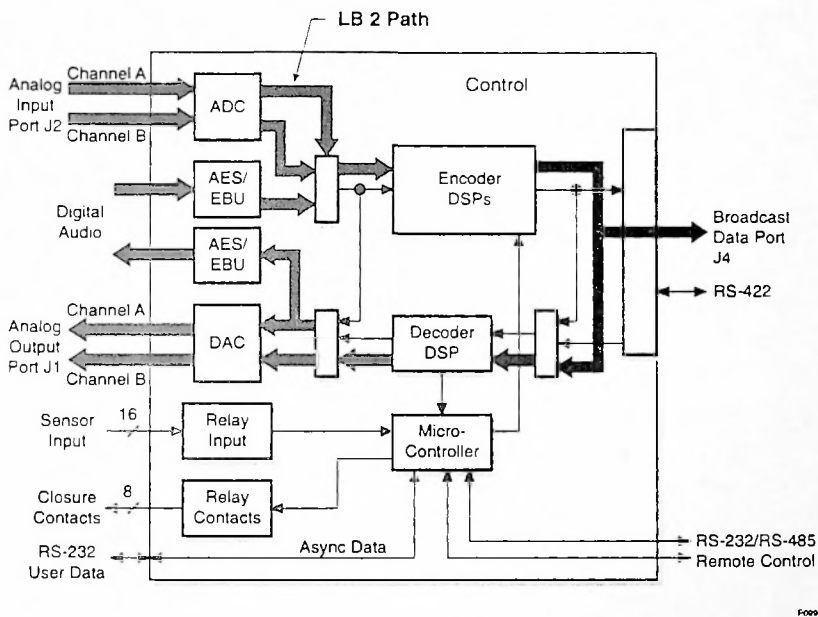 LB 2 Path
Channel A
Analog
Input
Port J2
Channel B
ADC
Control
AES/
EBU
Encoder
DSPs
Digital
Audio
AES/
EBU
Broadcast
Data Port
J4
RS-422
Channel A
Analog
Output
Port J1
Channel B
DAC
Decoder
DSP
Sensor
Input
16
Relay
Input
Micro-
Controller
Closure
Contacts
8
Relay
Contacts
RS-232
User Data
Async Data
RS-232/RS-485
Remote Control
F099